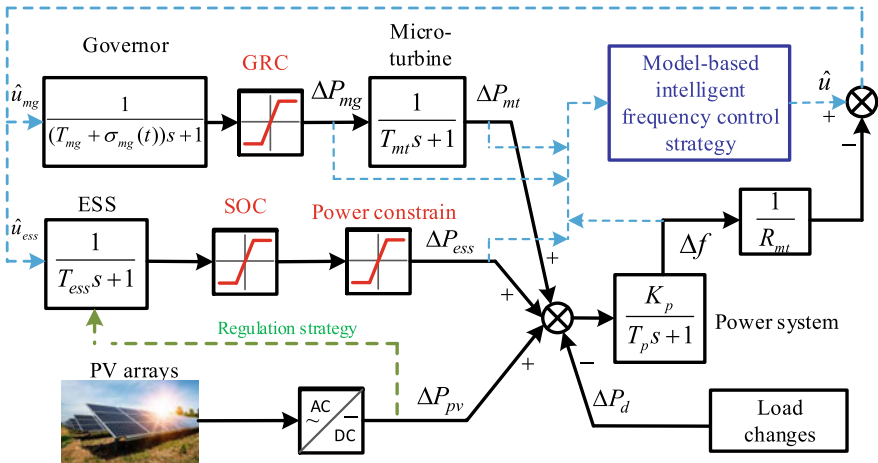 Governor
GRC
Micro-
turbine
û_mg
1
(T_mg + σ_mg(t))s+1
ΔP_mg
1
T_mt s+1
ΔP_mt
Model-based
intelligent
frequency control
strategy
û
+
−
ESS
SOC
Power constrain
û_ess
1
T_ess s+1
ΔP_ess
+
+
Δf
1
R_mt
K_p
T_p s+1
Power system
Regulation strategy
PV arrays
AC
~
DC
—
ΔP_pv
+
−
ΔP_d
Load
changes